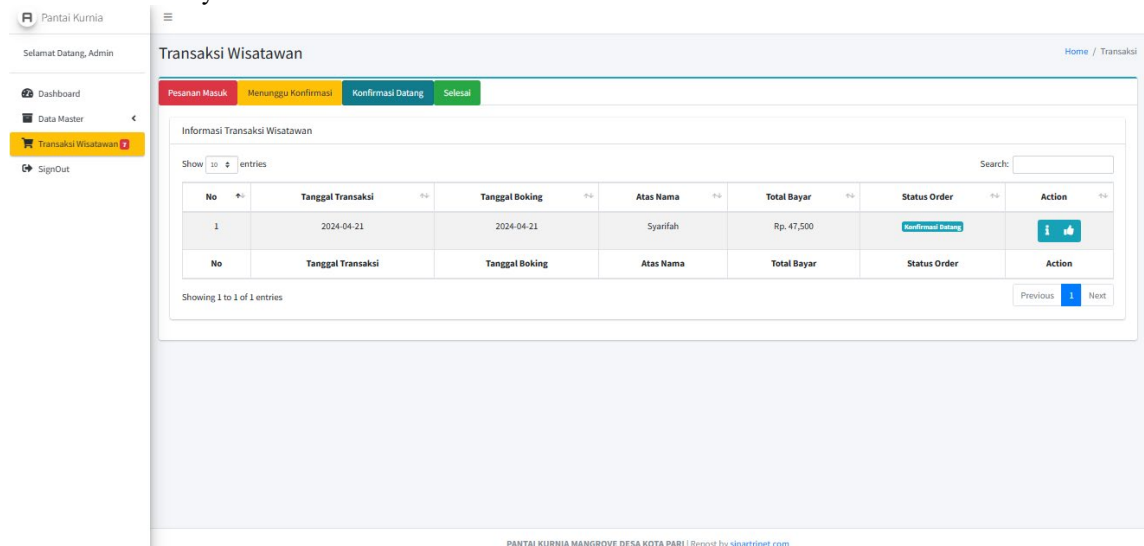 Pantai Kurnia
Selamat Datang, Admin
Dashboard
Data Master
Transaksi Wisatawan
SignOut
Transaksi Wisatawan
Home / Transaksi
Pesanan Masuk Menunggu Konfirmasi Konfirmasi Datang Selesai
Informasi Transaksi Wisatawan
Show 10 entries
Search:
No Tanggal Transaksi Tanggal Boking Atas Nama Total Bayar Status Order Action
1 2024-04-21 2024-04-21 Syarifah Rp. 47,500 Konfirmasi Datang
No Tanggal Transaksi Tanggal Boking Atas Nama Total Bayar Status Order Action
Showing 1 to 1 of 1 entries
Previous 1 Next
PANTAI KURNIA MANGROVE DESA KOTA PARI | Repost by sipartripet.com